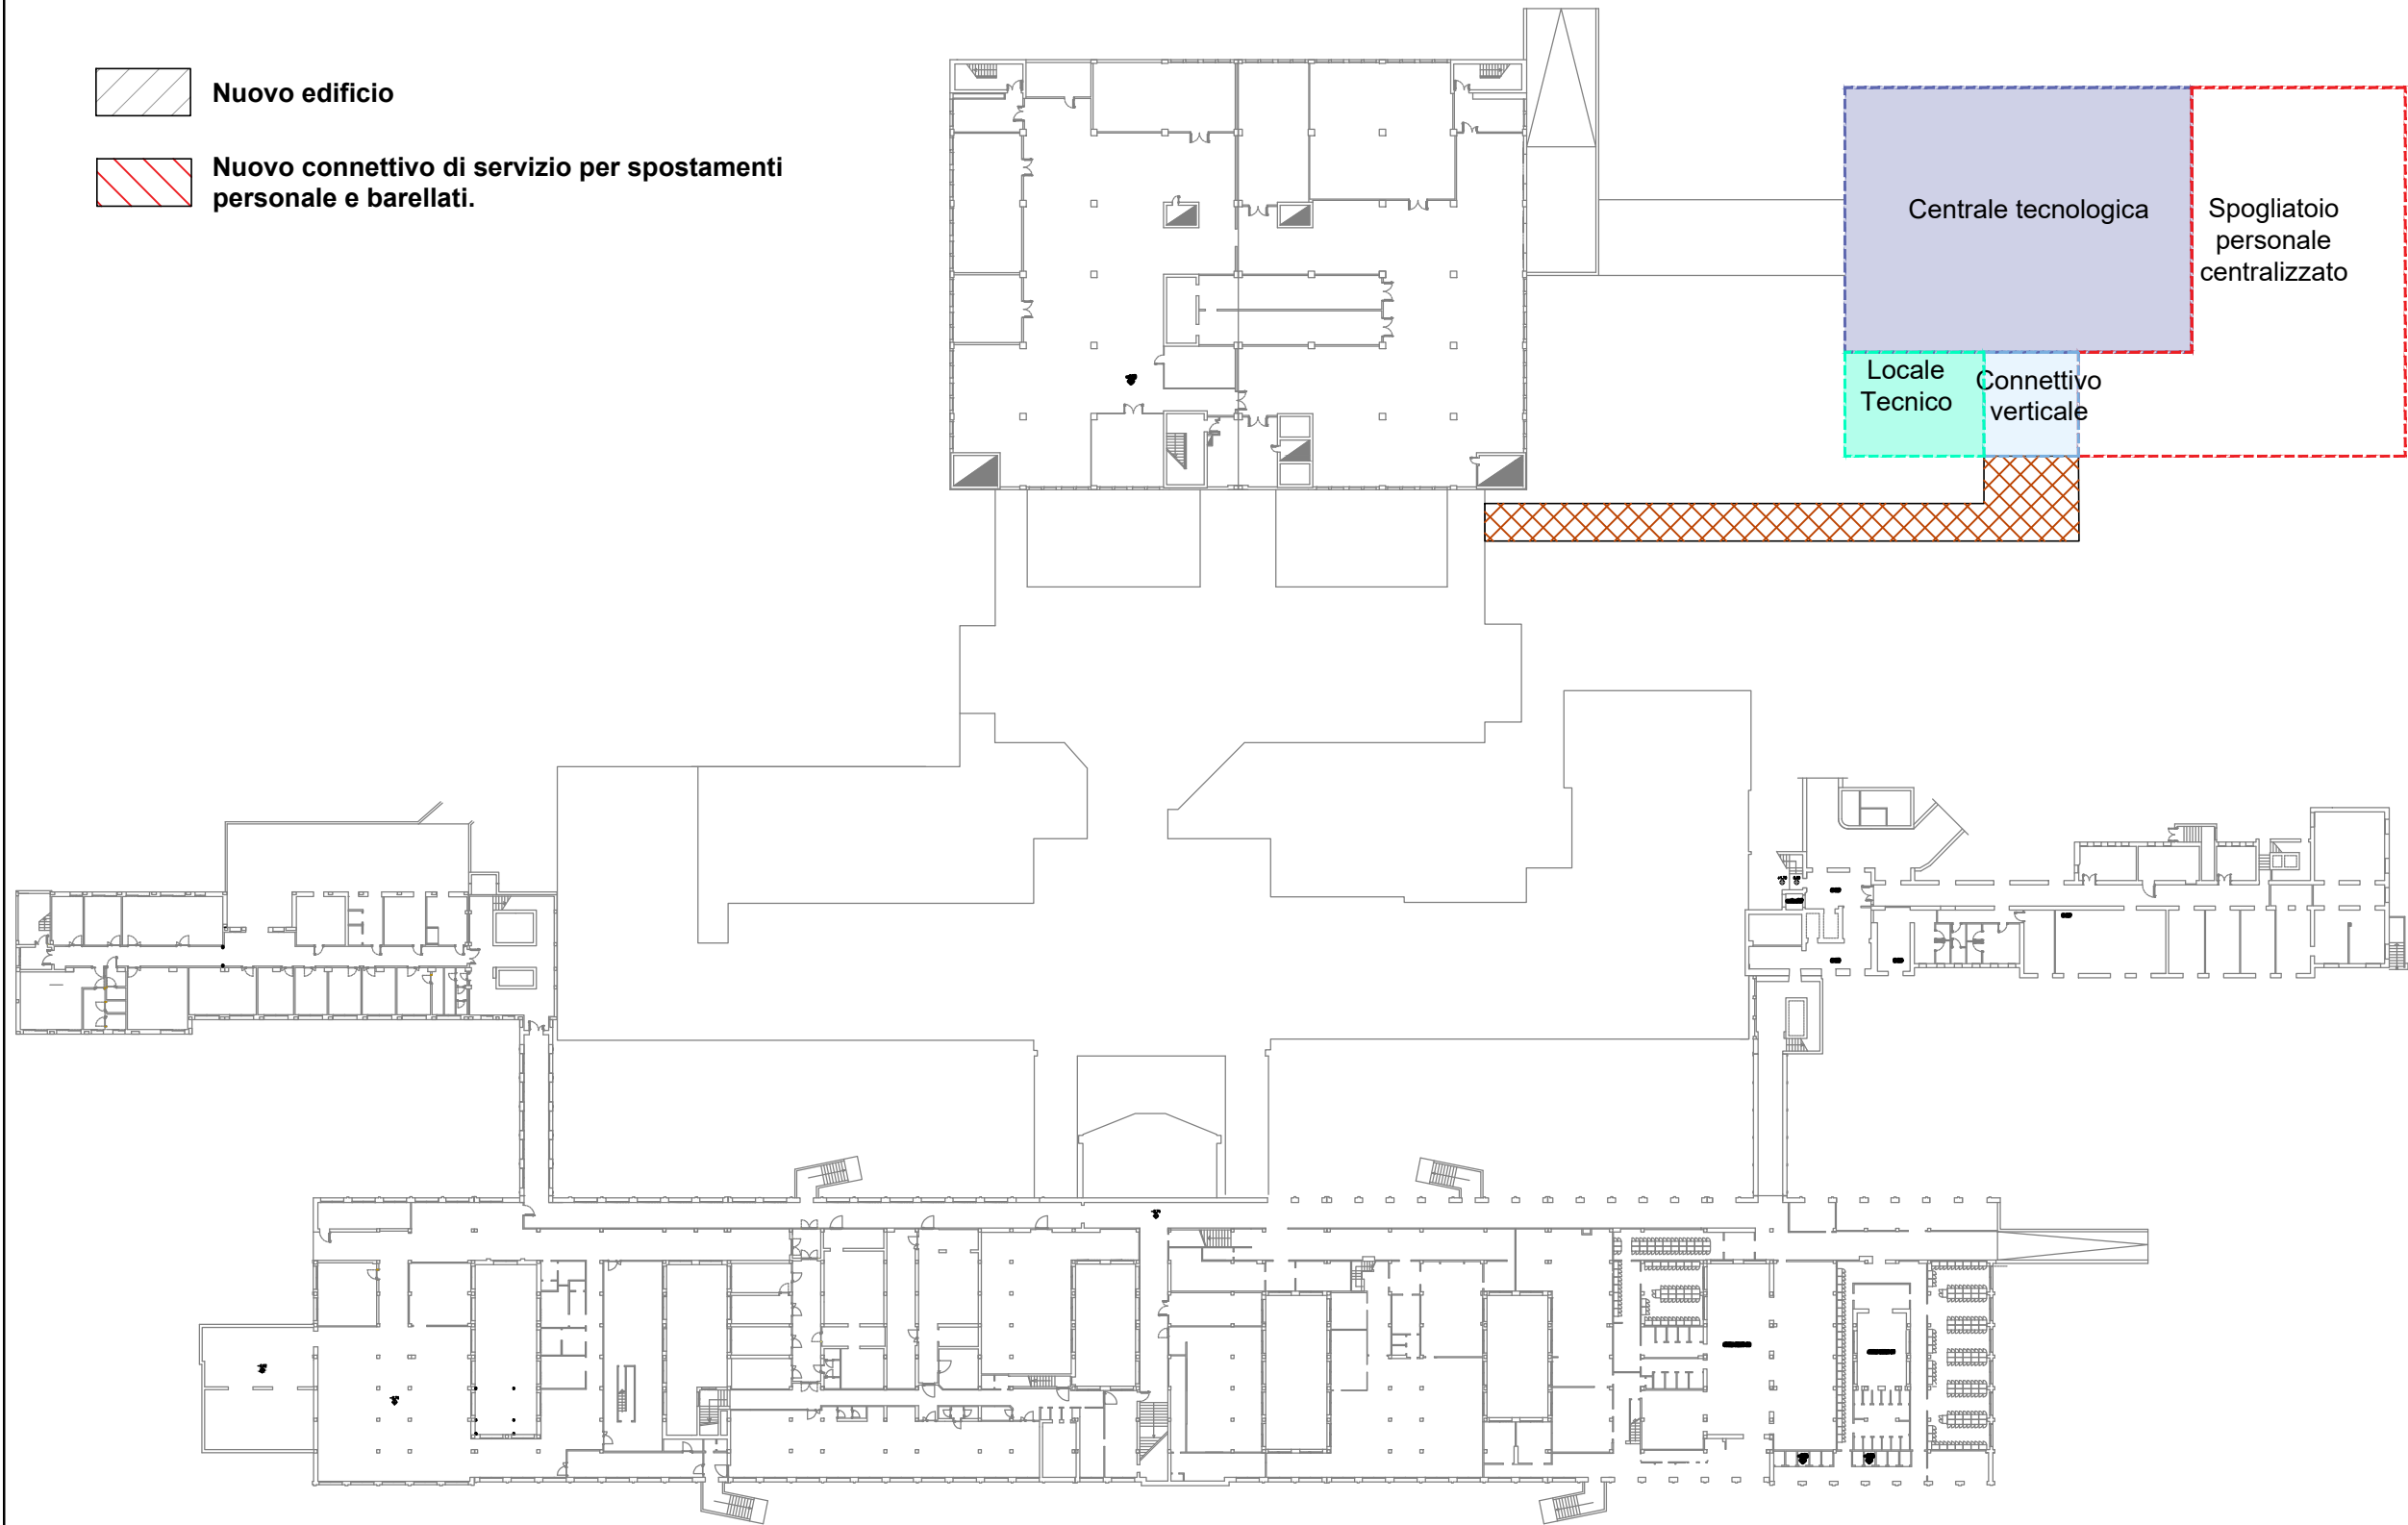 Nuovo edificio
Nuovo connettivo di servizio per spostamenti
personale e barellati.
Centrale tecnologica
Spogliatoio
personale
centralizzato
Locale
Tecnico
Connettivo
verticale